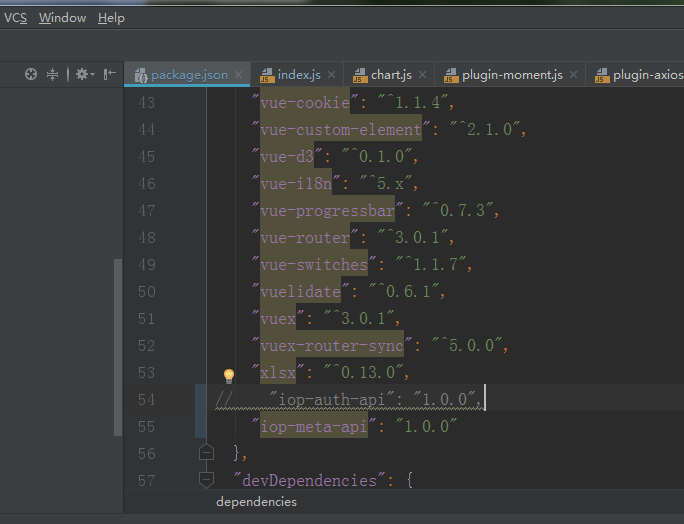 VCS Window Help
package.json index.js chart.js plugin-moment.js plugin-axios
43 "vue-cookie": "^1.1.4",
44 "vue-custom-element": "^2.1.0",
45 "vue-d3": "^0.1.0",
46 "vue-i18n": "^5.x",
47 "vue-progressbar": "^0.7.3",
48 "vue-router": "^3.0.1",
49 "vue-switches": "^1.1.7",
50 "vuelidate": "^0.6.1",
51 "vuex": "^3.0.1",
52 "vuex-router-sync": "^5.0.0",
53 "xlsx": "^0.13.0",
54 // "iop-auth-api": "1.0.0",
55 "iop-meta-api": "1.0.0"
56 },
57 "devDependencies": {
dependencies